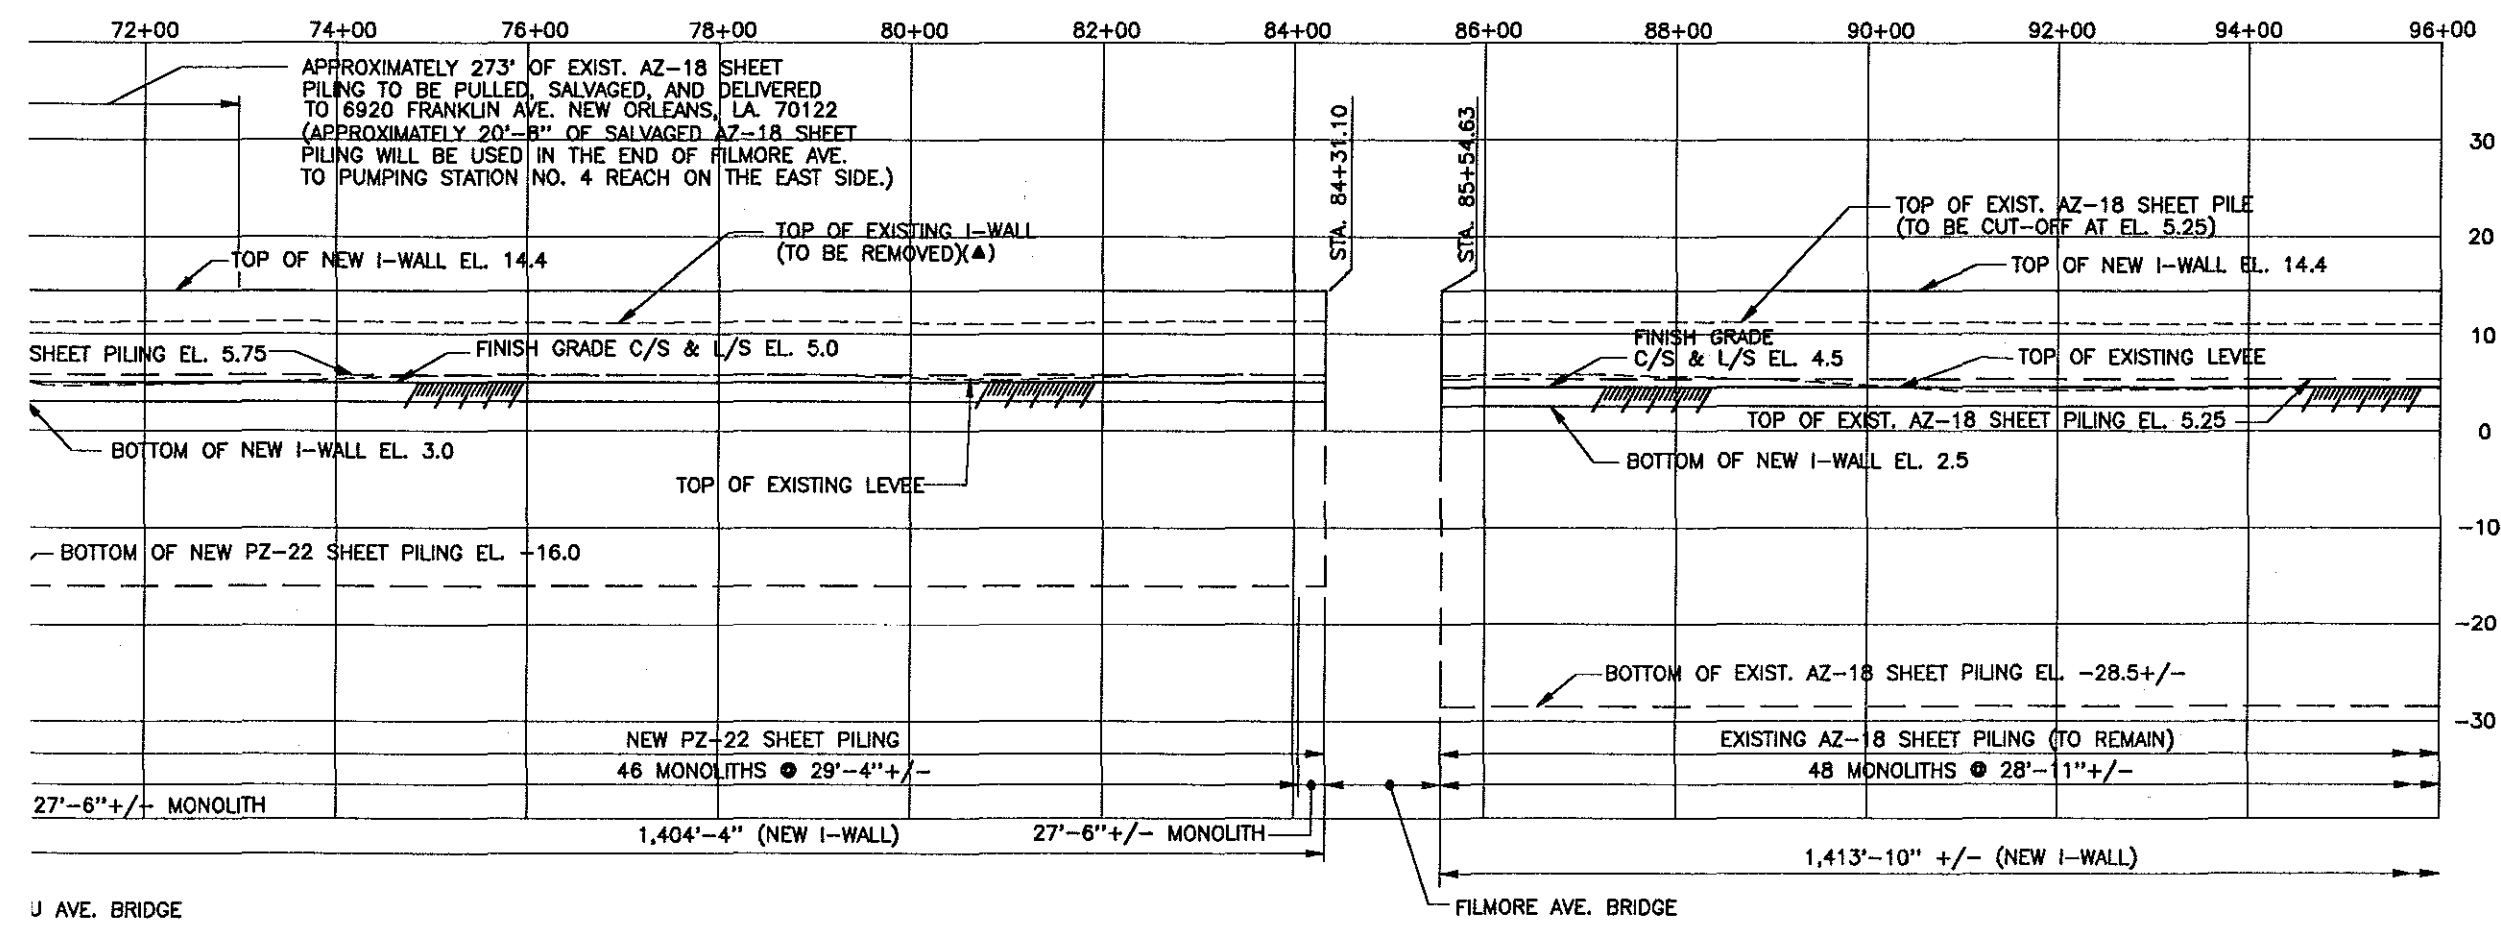 72+00 74+00 76+00 78+00 80+00 82+00 84+00 86+00 88+00 90+00 92+00 94+00 96+00
APPROXIMATELY 273' OF EXIST. AZ-18 SHEET
PILING TO BE PULLED, SALVAGED, AND DELIVERED
TO 6920 FRANKLIN AVE. NEW ORLEANS, LA. 70122
(APPROXIMATELY OF SALVAGED AZ-18 SHEET
PILING WILL BE USED IN THE END OF FILMORE AVE.
TO PUMPING STATION NO. 4 REACH ON THE EAST SIDE.)
STA. 84+31.10
STA. 85+54.63
30
TOP OF EXIST. AZ-18 SHEET PILE
(TO BE CUT-OFF AT EL. 5.25)
TOP OF EXISTING I-WALL
(TO BE REMOVED)(▲)
20
TOP OF NEW I-WALL EL. 14.4
TOP OF NEW I-WALL EL. 14.4
10
SHEET PILING EL. 5.75
FINISH GRADE C/S & L/S EL. 5.0
FINISH GRADE
C/S & L/S EL. 4.5
TOP OF EXISTING LEVEE
TOP OF EXIST. AZ-18 SHEET PILING EL. 5.25
0
BOTTOM OF NEW I-WALL EL. 3.0
BOTTOM OF NEW I-WALL EL. 2.5
TOP OF EXISTING LEVEE
-10
BOTTOM OF NEW PZ-22 SHEET PILING EL. -16.0
-20
BOTTOM OF EXIST. AZ-18 SHEET PILING EL. -28.5+/-
-30
NEW PZ-22 SHEET PILING
EXISTING AZ-18 SHEET PILING (TO REMAIN)
46 MONOLITHS @ 29'-4"+/-
48 MONOLITHS @ 28'-11"+/-
27'-6"+/- MONOLITH
1,404'-4" (NEW I-WALL)
27'-6"+/- MONOLITH
1,413'-10" +/- (NEW I-WALL)
U AVE. BRIDGE
FILMORE AVE. BRIDGE